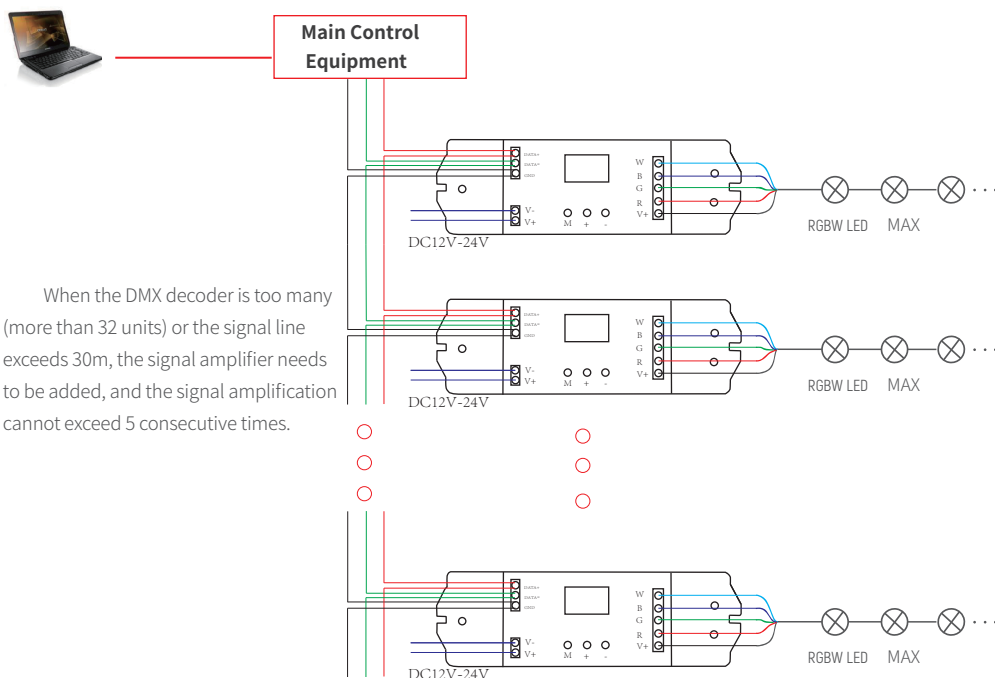 Main Control
Equipment
DATA+
DATA+
GND
V-
V+
M + -
W
B
G
R
V+
DC12V-24V
RGBW LED MAX
When the DMX decoder is too many
(more than 32 units) or the signal line
exceeds 30m, the signal amplifier needs
to be added, and the signal amplification
cannot exceed 5 consecutive times.
DATA+
DATA+
GND
V-
V+
M + -
W
B
G
R
V+
DC12V-24V
RGBW LED MAX
DATA+
DATA+
GND
V-
V+
M + -
W
B
G
R
V+
DC12V-24V
RGBW LED MAX